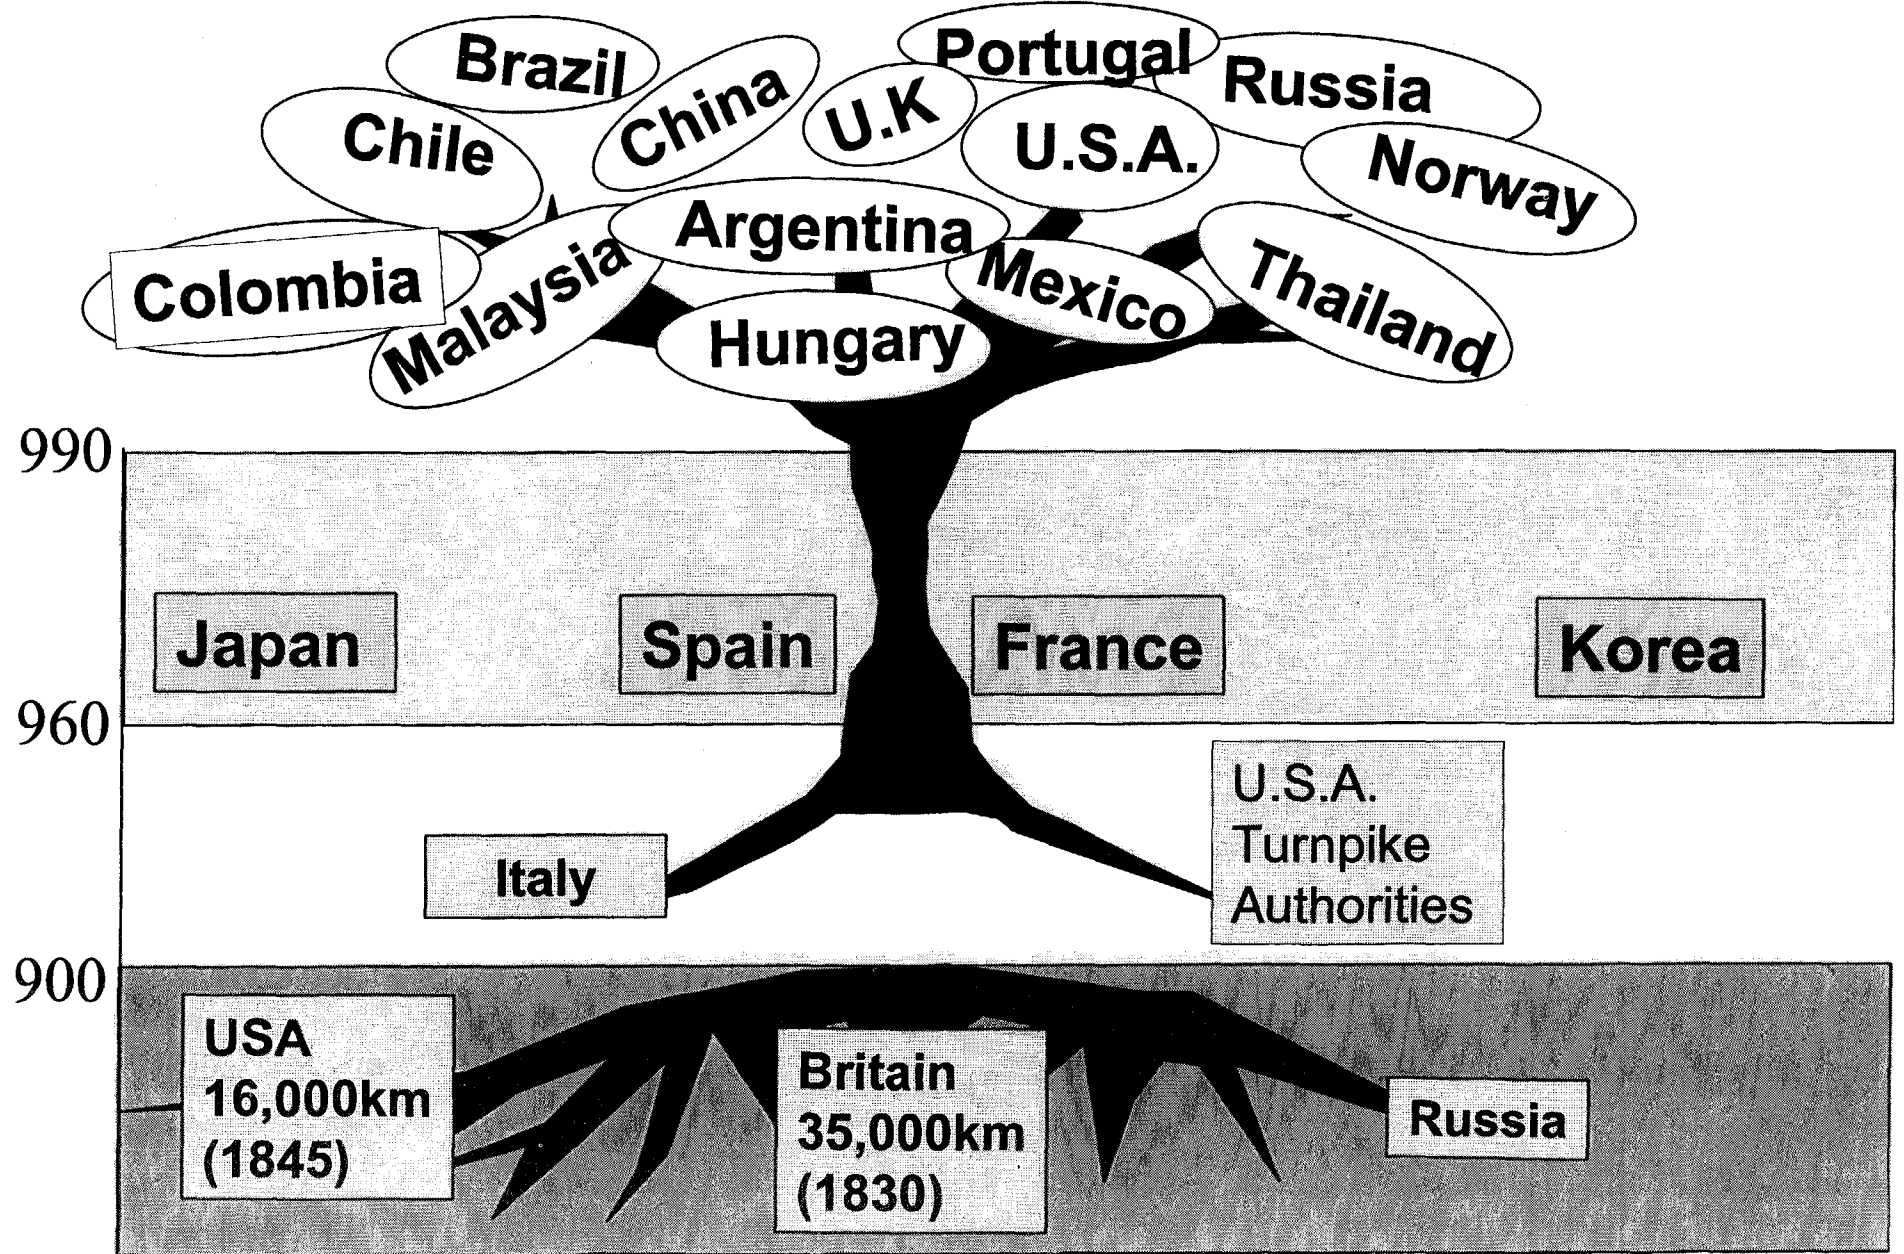 Brazil
China
U.K
Portugal
Russia
Chile
U.S.A.
Norway
Colombia
Malaysia
Argentina
Mexico
Thailand
Hungary
990
Japan
Spain
France
Korea
960
U.S.A.
Turnpike
Authorities
Italy
900
USA
16,000km
(1845)
Britain
35,000km
(1830)
Russia